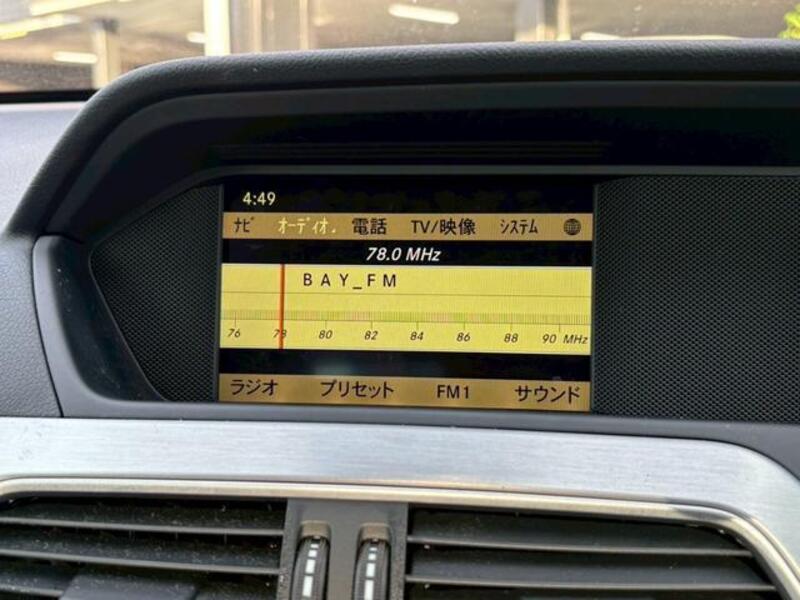 4:49
ナビ オーディオ 電話 TV/映像 システム
78.0 MHz
BAY_FM
76 78 80 82 84 86 88 90 MHz
ラジオ プリセット FM1 サウンド